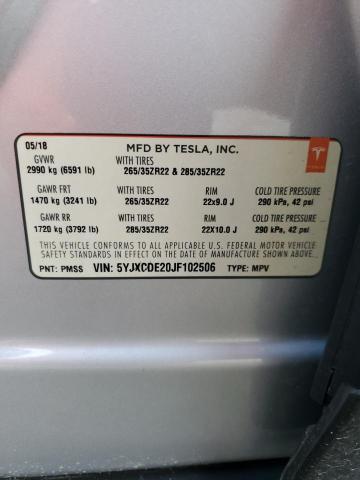 05/18 MFD BY TESLA, INC.
GVWR WITH TIRES
2990 kg (6591 lb) 265/35ZR22 & 285/35ZR22
TESLA
GAWR FRT WITH TIRES RIM COLD TIRE PRESSURE
1470 kg (3241 lb) 265/35ZR22 22x9.0 J 290 kPa, 42 psi
GAWR RR WITH TIRES RIM COLD TIRE PRESSURE
1720 kg (3792 lb) 285/35ZR22 22X10.0 J 290 kPa, 42 psi
THIS VEHICLE CONFORMS TO ALL APPLICABLE U.S. FEDERAL MOTOR VEHICLE
SAFETY STANDARDS IN EFFECT ON THE DATE OF MANUFACTURE SHOWN ABOVE.
PNT: PMSS VIN: 5YJXCDE20JF102506 TYPE: MPV